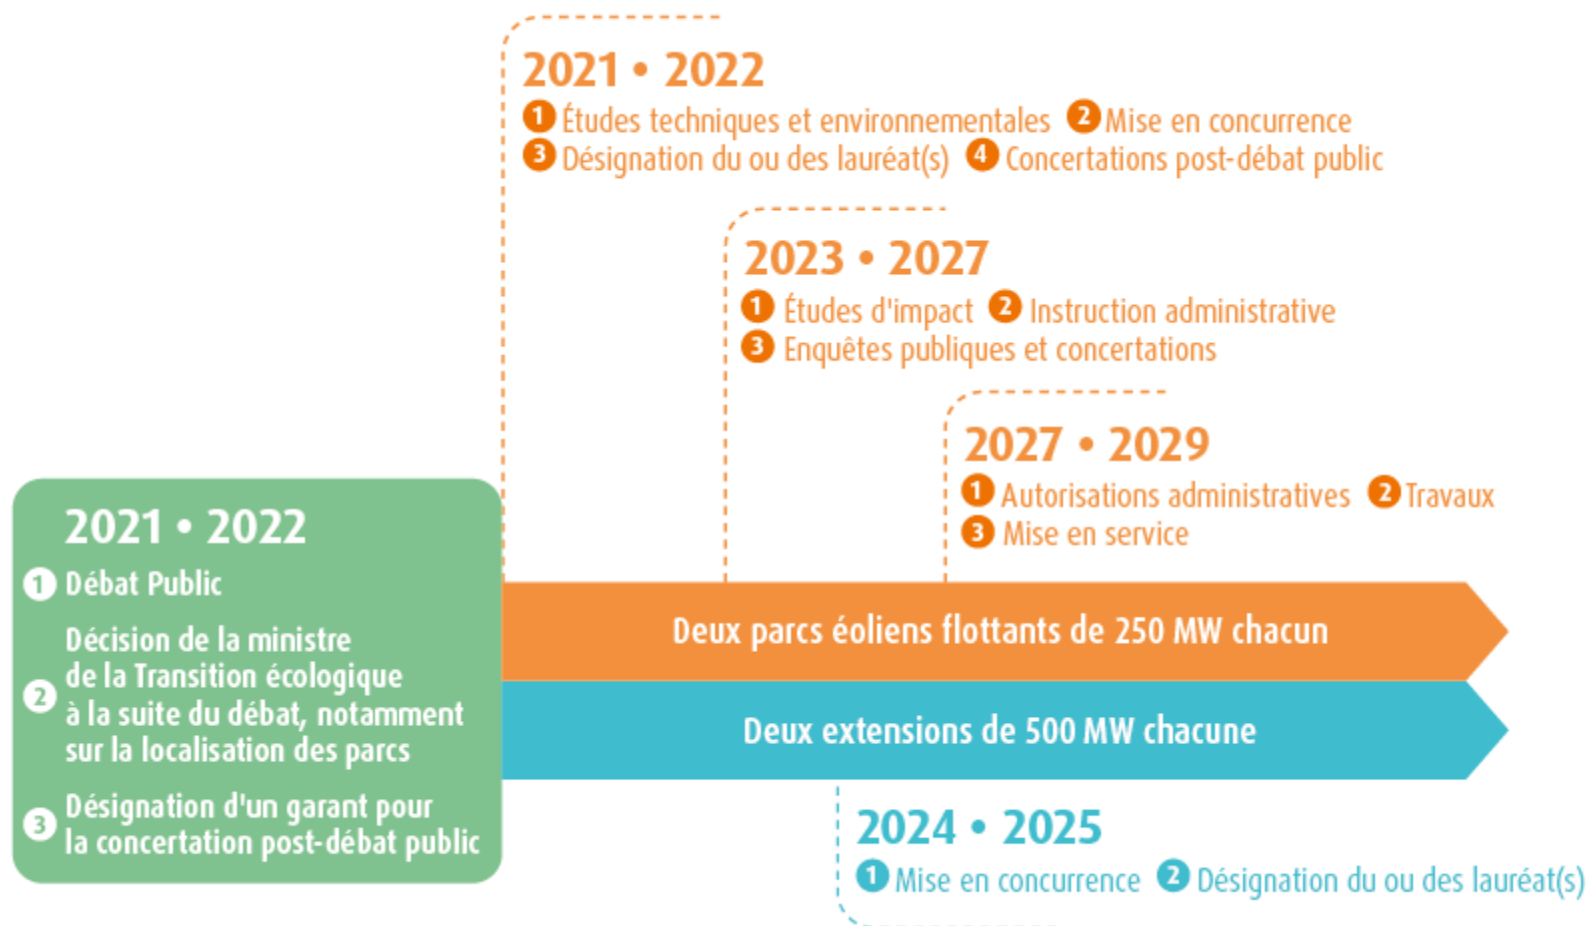 2021 • 2022
1 Études techniques et environnementales 2 Mise en concurrence
3 Désignation du ou des lauréat(s) 4 Concertations post-débat public
2023 • 2027
1 Études d'impact 2 Instruction administrative
3 Enquêtes publiques et concertations
2027 • 2029
1 Autorisations administratives 2 Travaux
3 Mise en service
2021 • 2022
1 Débat Public
Décision de la ministre
de la Transition écologique
2 à la suite du débat, notamment
sur la localisation des parcs
3 Désignation d'un garant pour
la concertation post-débat public
Deux parcs éoliens flottants de 250 MW chacun
Deux extensions de 500 MW chacune
2024 • 2025
1 Mise en concurrence 2 Désignation du ou des lauréat(s)